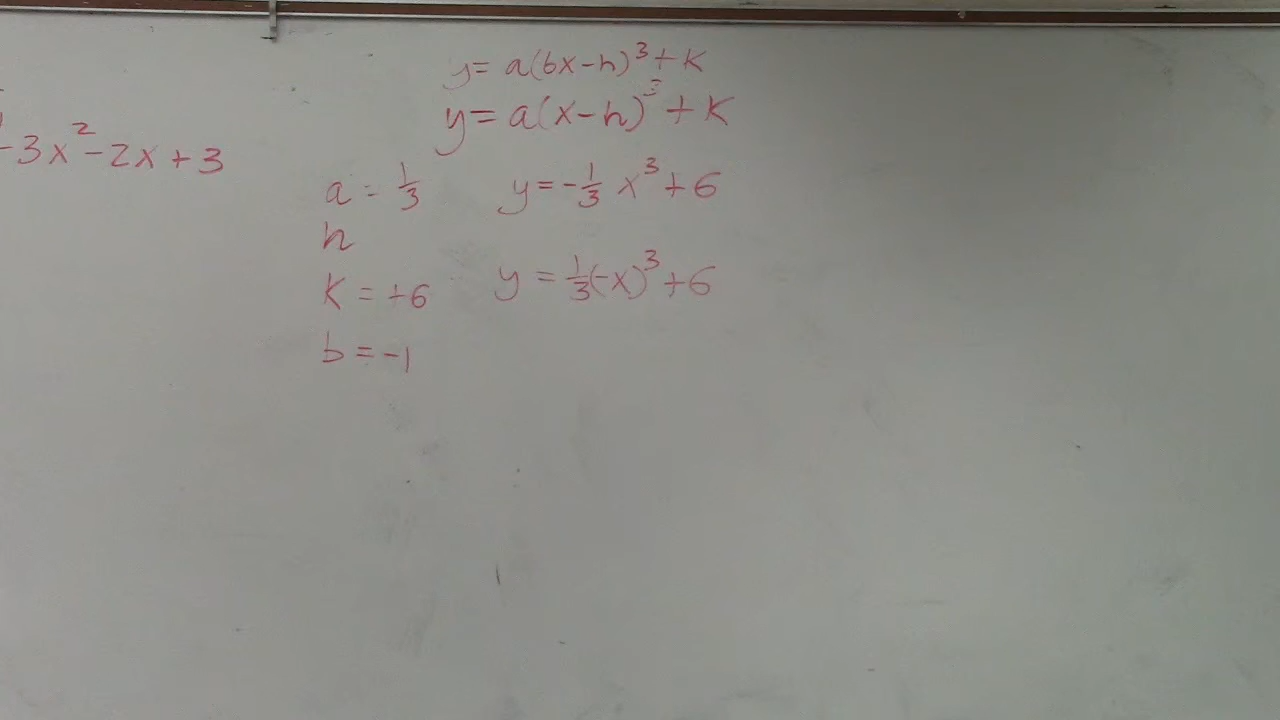 y = a(bx-h)³+k
y = a(x-h)³+k
-3x²-2x+3
a = 1/3
y = -1/3 x³+6
h
k = +6
y = 1/3(-x)³+6
b = -1